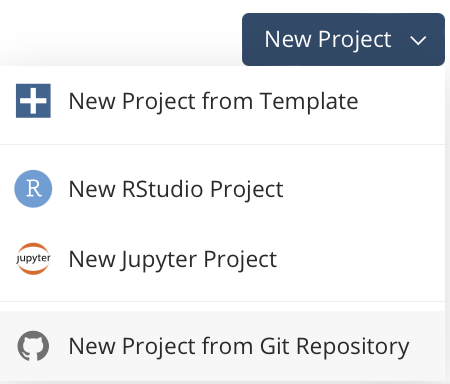 New Project
New Project from Template
R
New RStudio Project
jupyter
New Jupyter Project
New Project from Git Repository